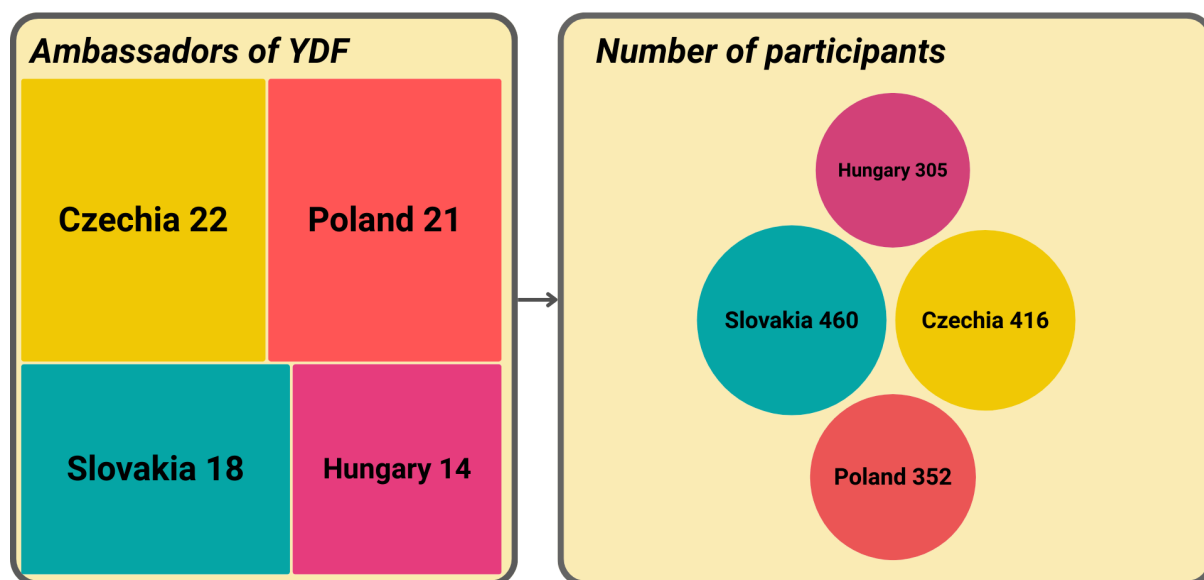 Ambassadors of YDF
Czechia 22
Poland 21
Slovakia 18
Hungary 14
Number of participants
Hungary 305
Slovakia 460
Czechia 416
Poland 352